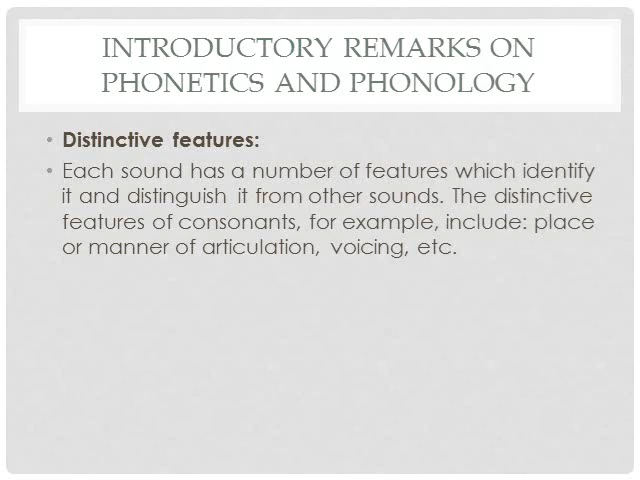 INTRODUCTORY REMARKS ON
PHONETICS AND PHONOLOGY
• Distinctive features:
• Each sound has a number of features which identify
it and distinguish it from other sounds. The distinctive
features of consonants, for example, include: place
or manner of articulation, voicing, etc.